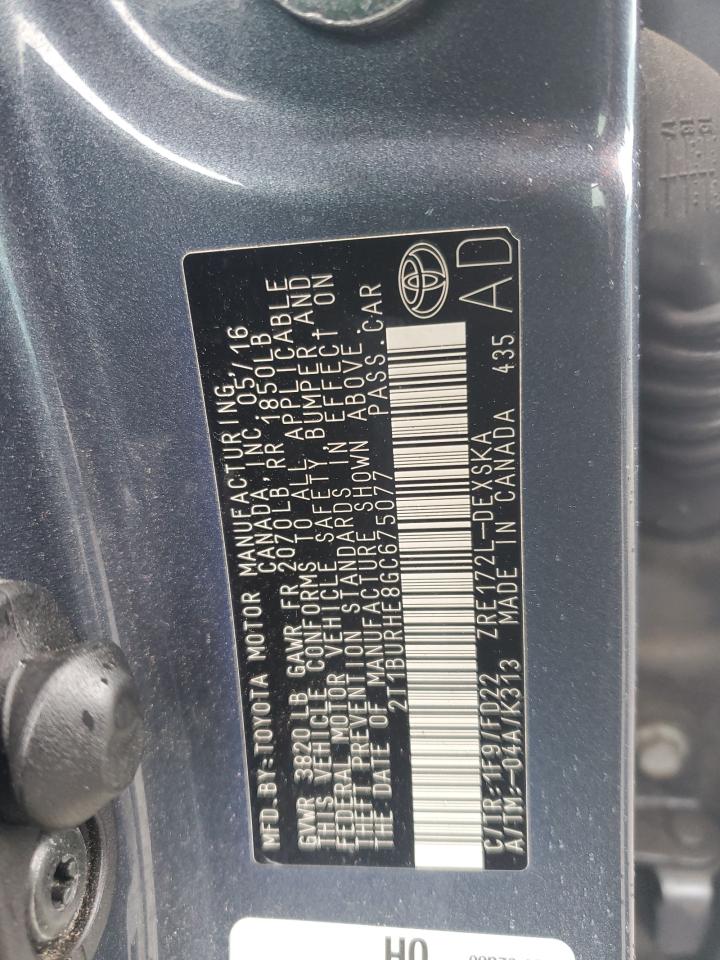 MFD.BY:TOYOTA MOTOR MANUFACTURING,
CANADA, INC. 05/16
GVWR 3820 LB GAWR FR 2070LB RR 1850LB
THIS VEHICLE CONFORMS TO ALL APPLICABLE
FEDERAL MOTOR VEHICLE SAFETY, BUMPER, AND
THEFT PREVENTION STANDARDS IN EFFECT ON
THE DATE OF MANUFACTURE SHOWN ABOVE.
2T1BURHE8GC675077 PASS.CAR
C/TR:1F9/FD22 ZRE172L-DEXSKA
A/TM:-04A/K313 MADE IN CANADA 435
AD
HO